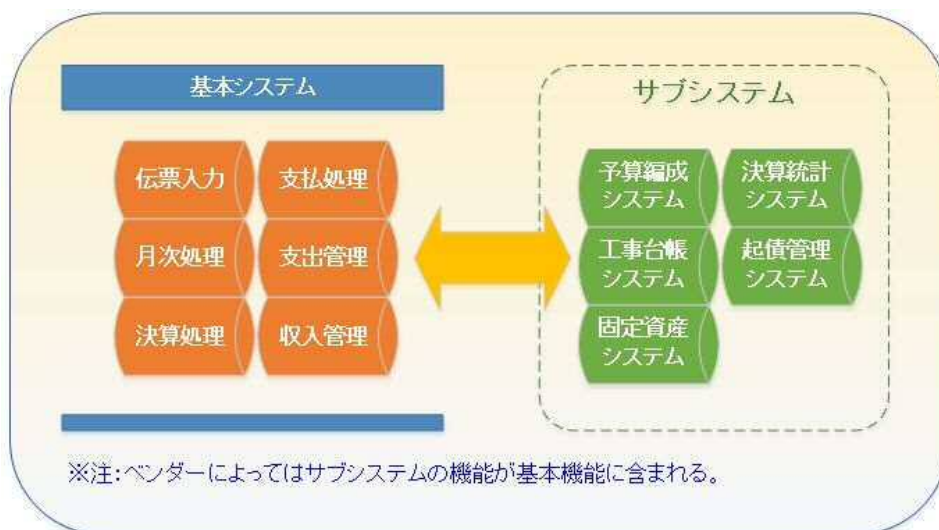 基本システム
サブシステム
伝票入力
支払処理
月次処理
支出管理
決算処理
収入管理
予算編成
システム
決算統計
システム
工事台帳
システム
起債管理
システム
固定資産
システム
※注:ベンダーによってはサブシステムの機能が基本機能に含まれる。